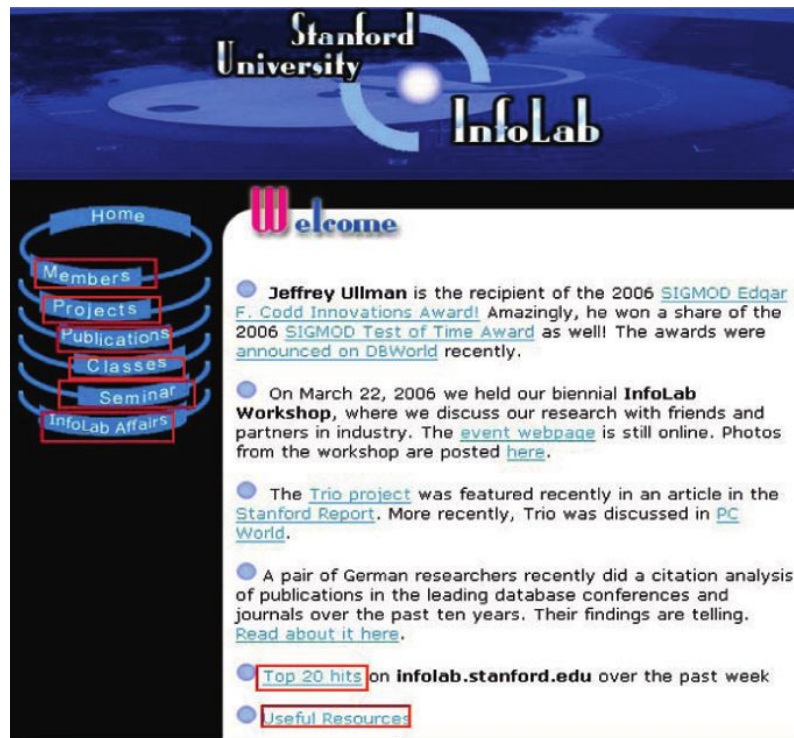 Stanford
University
InfoLab
Home
Members
Projects
Publications
Classes
Seminar
InfoLab Affairs
Welcome
Jeffrey Ullman is the recipient of the 2006 SIGMOD Edgar
F. Codd Innovations Award! Amazingly, he won a share of the
2006 SIGMOD Test of Time Award as well! The awards were
announced on DBWorld recently.
On March 22, 2006 we held our biennial InfoLab
Workshop, where we discuss our research with friends and
partners in industry. The event webpage is still online. Photos
from the workshop are posted here.
The Trio project was featured recently in an article in the
Stanford Report. More recently, Trio was discussed in PC
World.
A pair of German researchers recently did a citation analysis
of publications in the leading database conferences and
journals over the past ten years. Their findings are telling.
Read about it here.
Top 20 hits on infolab.stanford.edu over the past week
Useful Resources